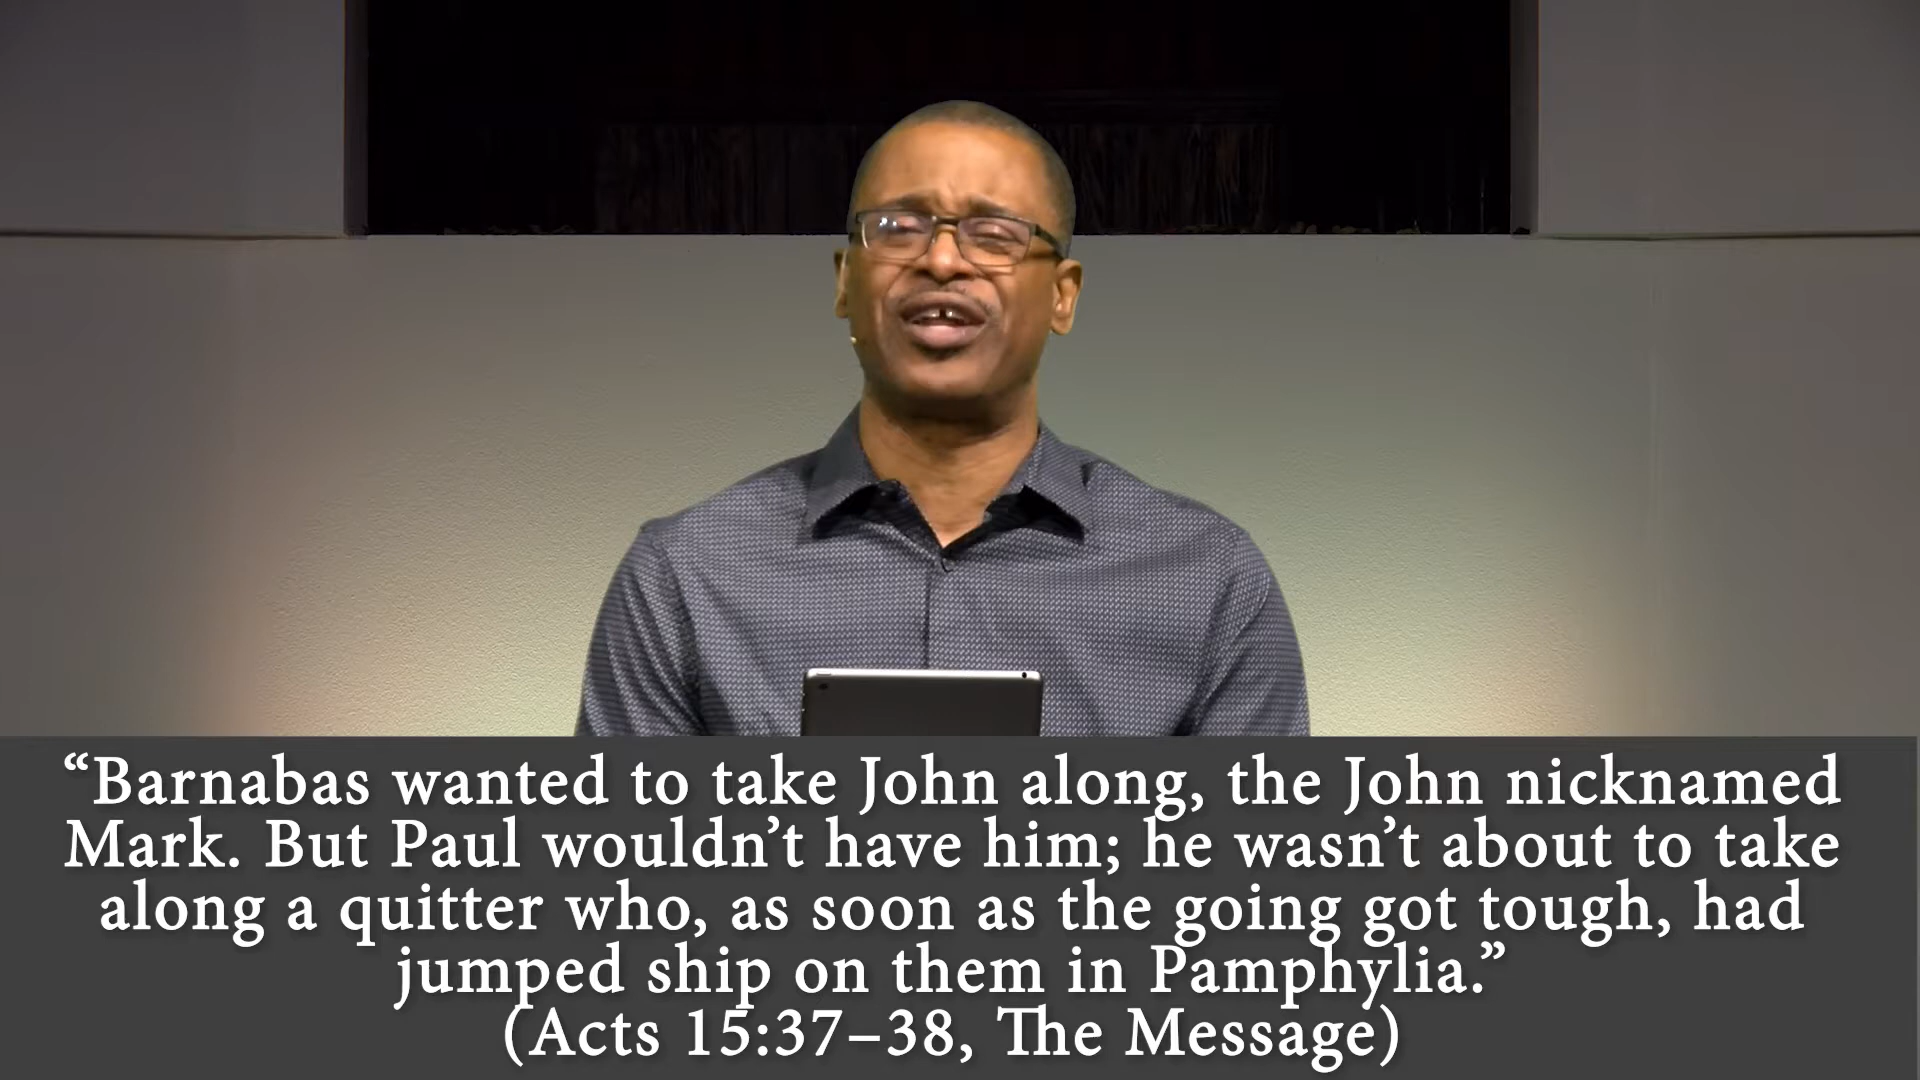 “Barnabas wanted to take John along, the John nicknamed
Mark. But Paul wouldn’t have him; he wasn’t about to take
along a quitter who, as soon as the going got tough, had
jumped ship on them in Pamphylia.”
(Acts 15:37–38, The Message)